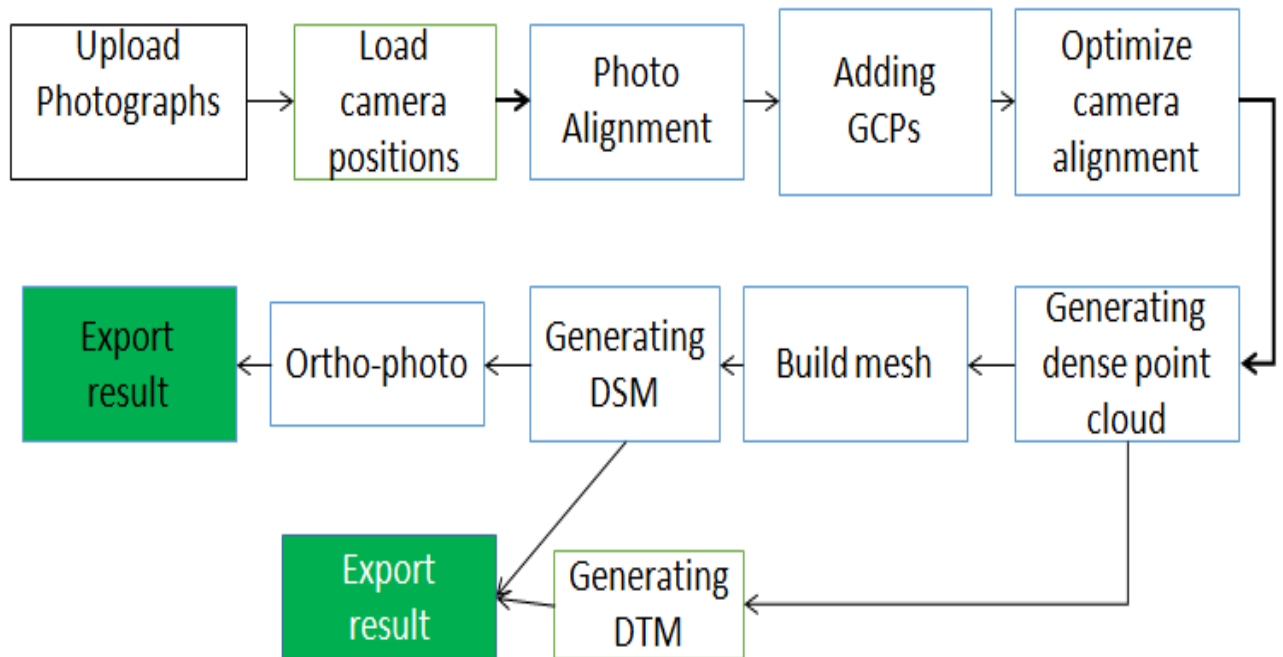 Upload
Photographs
Load
camera
positions
Photo
Alignment
Adding
GCPs
Optimize
camera
alignment
Export
result
Ortho-photo
Generating
DSM
Build mesh
Generating
dense point
cloud
Export
result
Generating
DTM